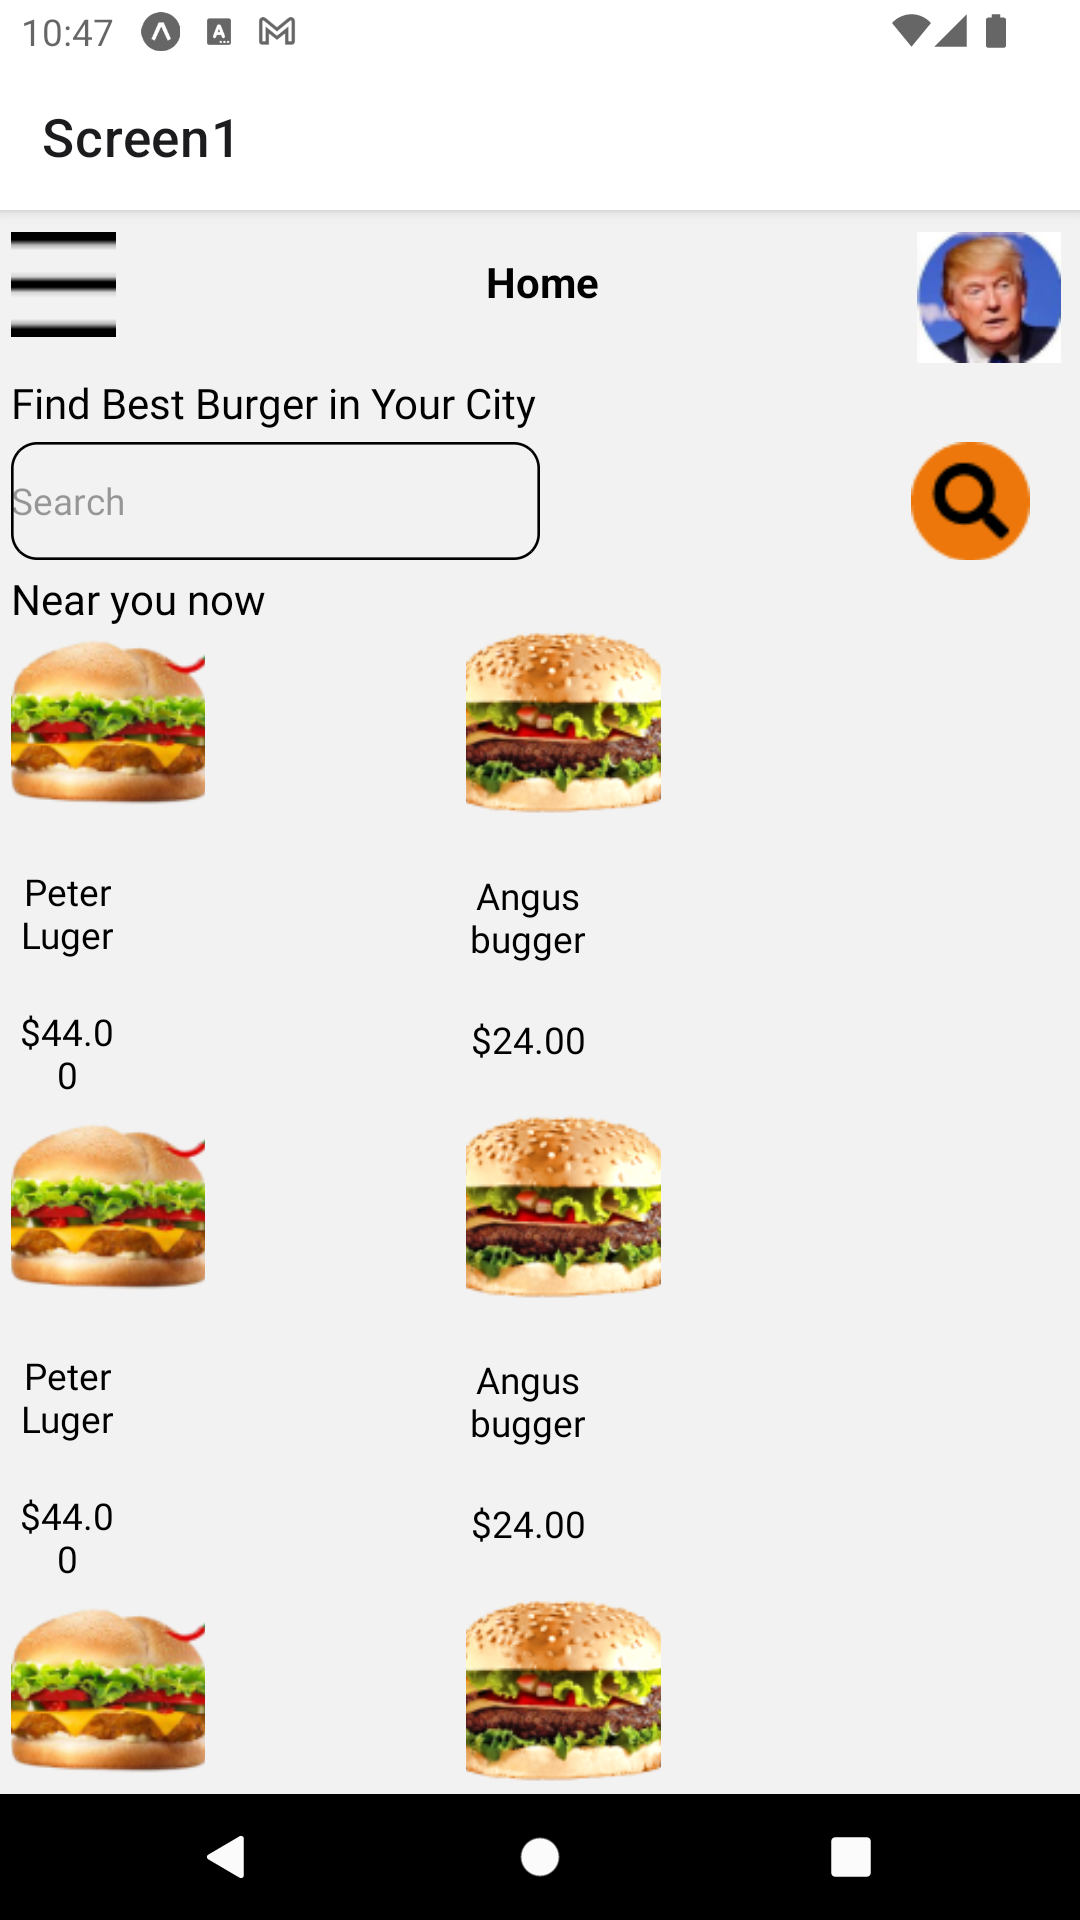 10:47
Screen1
Home
Find Best Burger in Your City
Search
Near you now
Peter
Luger
Angus
bugger
$44.0
0
$24.00
Peter
Luger
Angus
bugger
$44.0
0
$24.00